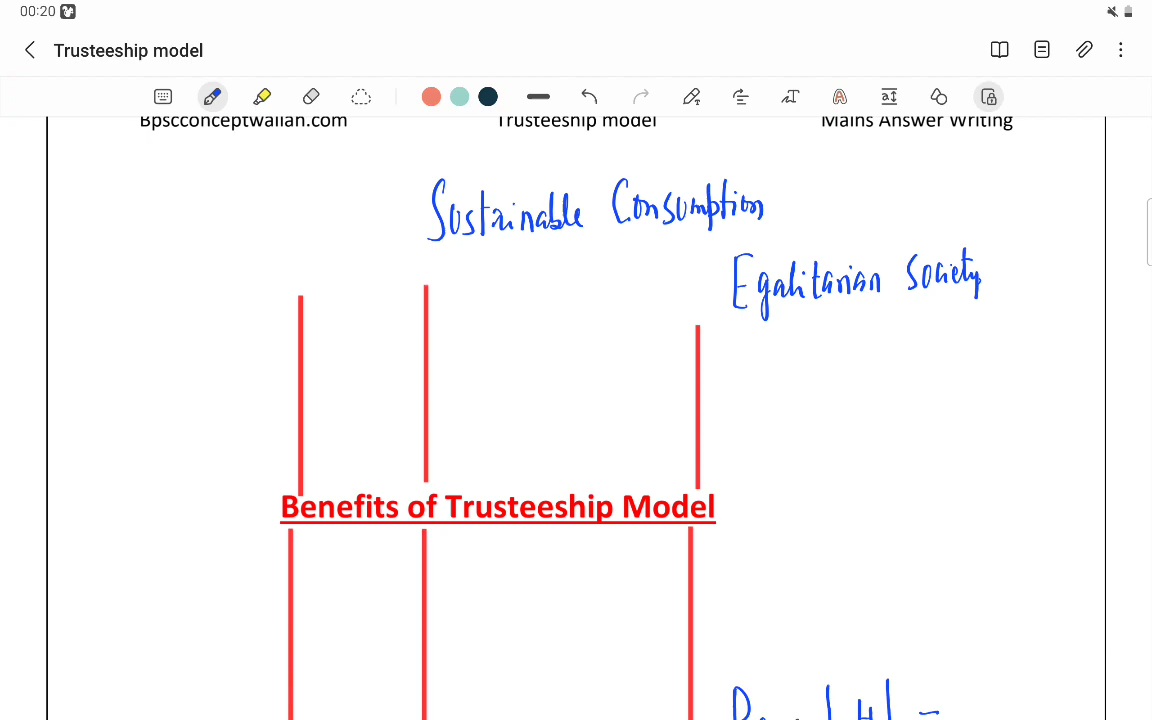 00:20
Trusteeship model
Bpscconceptwallah.com Trusteeship model Mains Answer Writing
Sustainable Consumption
Egalitarian Society
Benefits of Trusteeship Model